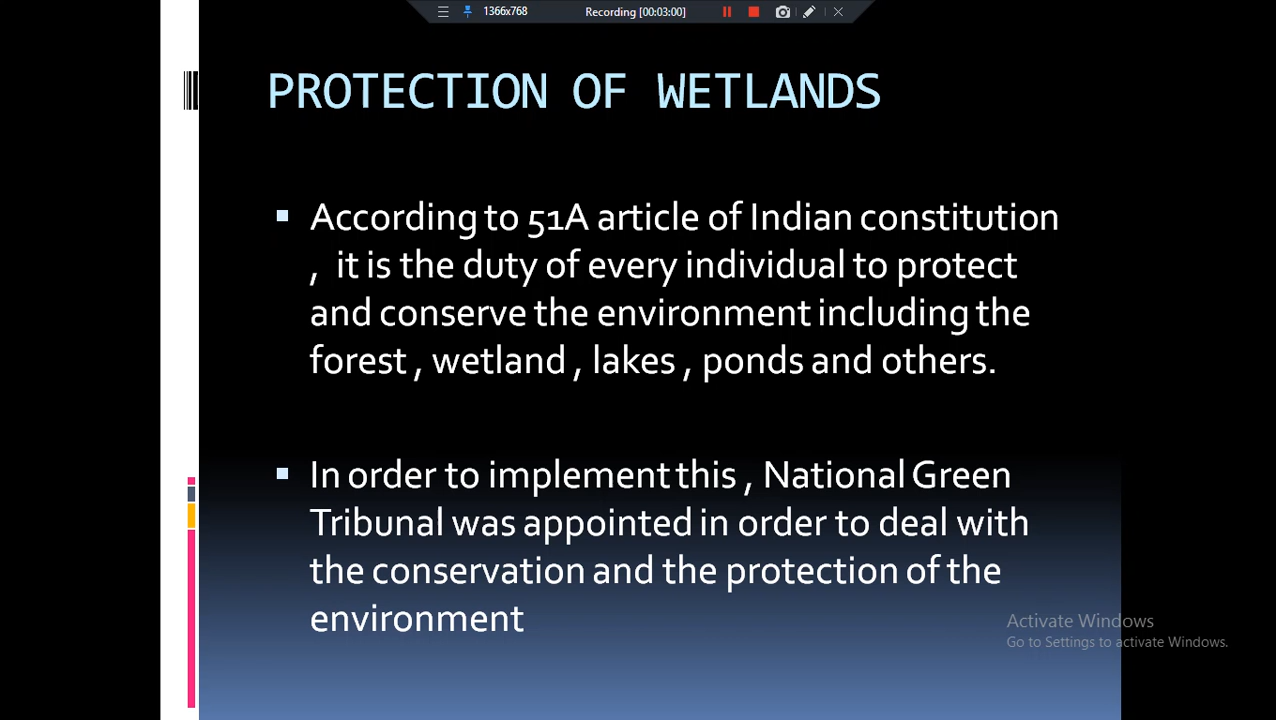 1366x768 Recording [00:03:00]
PROTECTION OF WETLANDS
According to 51A article of Indian constitution
, it is the duty of every individual to protect
and conserve the environment including the
forest , wetland , lakes , ponds and others.
In order to implement this , National Green
Tribunal was appointed in order to deal with
the conservation and the protection of the
environment
Activate Windows
Go to Settings to activate Windows.